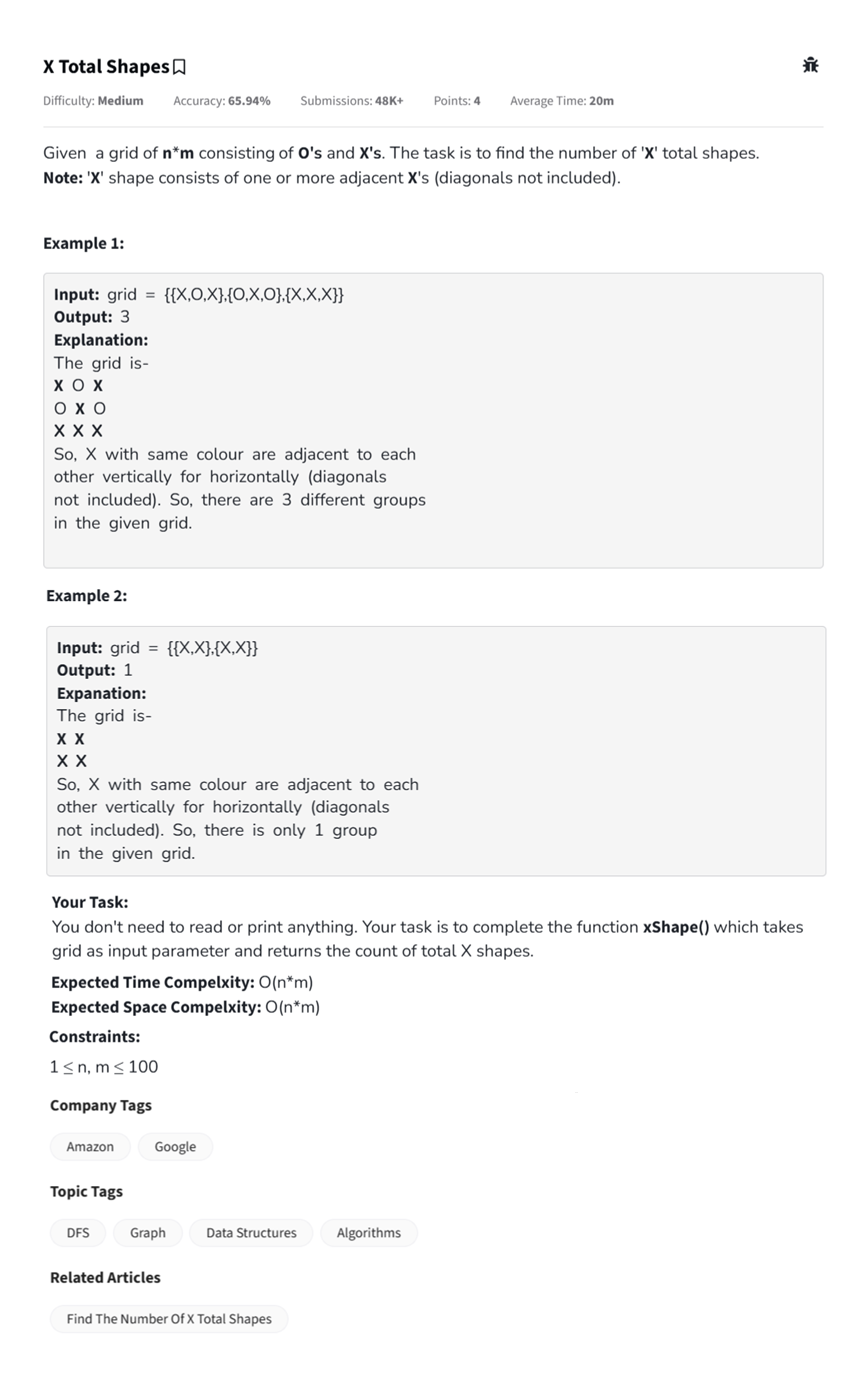 X Total Shapes
Difficulty: Medium Accuracy: 65.94% Submissions: 48K+ Points: 4 Average Time: 20m
Given a grid of n*m consisting of O's and X's. The task is to find the number of 'X' total shapes.
Note: 'X' shape consists of one or more adjacent X's (diagonals not included).
Example 1:
Input: grid = {{X,O,X},{O,X,O},{X,X,X}}
Output: 3
Explanation:
The grid is-
X O X
O X O
X X X
So, X with same colour are adjacent to each
other vertically for horizontally (diagonals
not included). So, there are 3 different groups
in the given grid.
Example 2:
Input: grid = {{X,X},{X,X}}
Output: 1
Expanation:
The grid is-
X X
X X
So, X with same colour are adjacent to each
other vertically for horizontally (diagonals
not included). So, there is only 1 group
in the given grid.
Your Task:
You don't need to read or print anything. Your task is to complete the function xShape() which takes
grid as input parameter and returns the count of total X shapes.
Expected Time Compelxity: O(n*m)
Expected Space Compelxity: O(n*m)
Constraints:
1 ≤ n, m ≤ 100
Company Tags
Amazon Google
Topic Tags
DFS Graph Data Structures Algorithms
Related Articles
Find The Number Of X Total Shapes